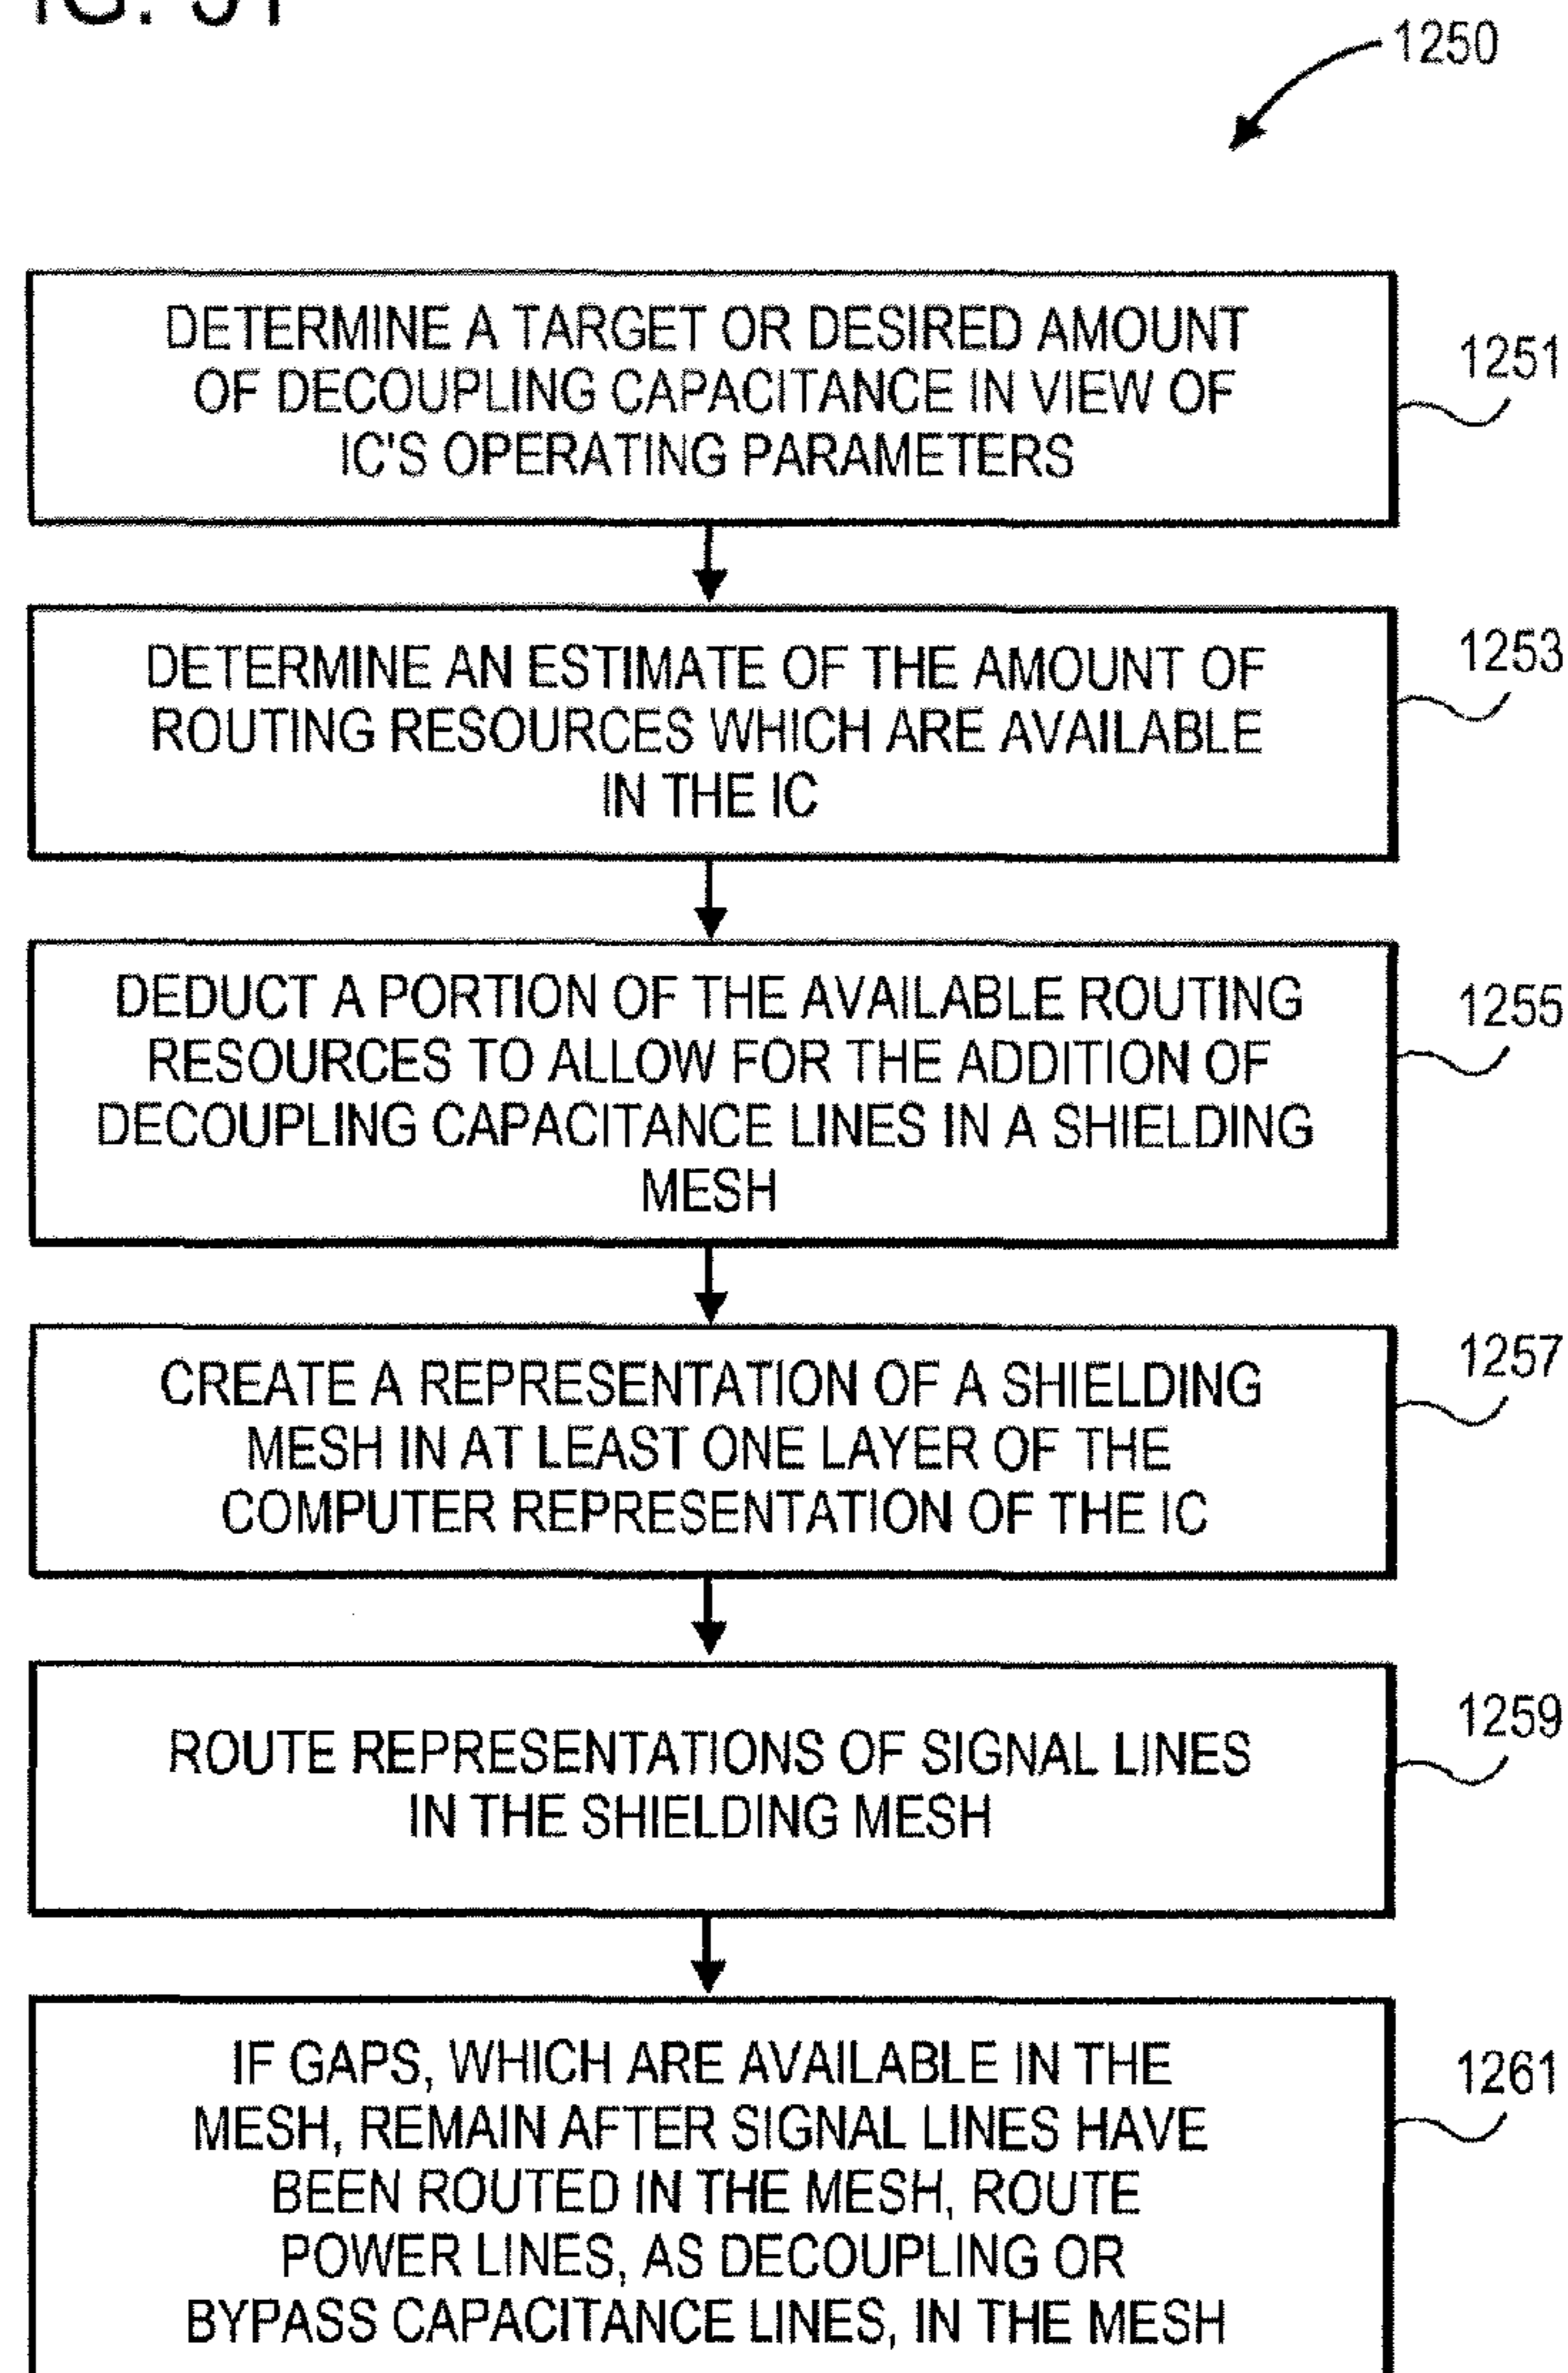 1250
DETERMINE A TARGET OR DESIRED AMOUNT
OF DECOUPLING CAPACITANCE IN VIEW OF
IC'S OPERATING PARAMETERS
1251
DETERMINE AN ESTIMATE OF THE AMOUNT OF
ROUTING RESOURCES WHICH ARE AVAILABLE
IN THE IC
1253
DEDUCT A PORTION OF THE AVAILABLE ROUTING
RESOURCES TO ALLOW FOR THE ADDITION OF
DECOUPLING CAPACITANCE LINES IN A SHIELDING
MESH
1255
CREATE A REPRESENTATION OF A SHIELDING
MESH IN AT LEAST ONE LAYER OF THE
COMPUTER REPRESENTATION OF THE IC
1257
ROUTE REPRESENTATIONS OF SIGNAL LINES
IN THE SHIELDING MESH
1259
IF GAPS, WHICH ARE AVAILABLE IN THE
MESH, REMAIN AFTER SIGNAL LINES HAVE
BEEN ROUTED IN THE MESH, ROUTE
POWER LINES, AS DECOUPLING OR
BYPASS CAPACITANCE LINES, IN THE MESH
1261